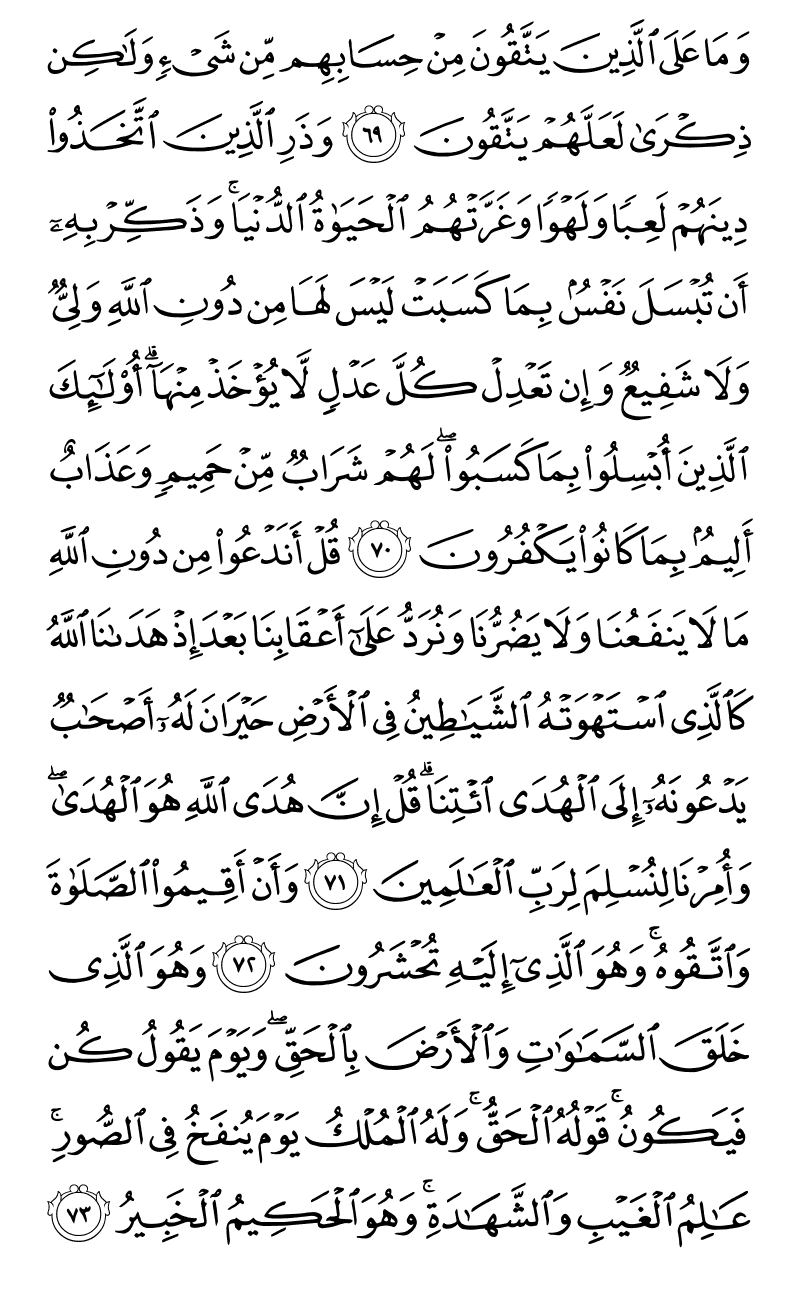 وَمَا عَلَى ٱلَّذِينَ يَتَّقُونَ مِنۡ حِسَابِهِم مِّن شَيۡءٖ وَلَٰكِن
ذِكۡرَىٰ لَعَلَّهُمۡ يَتَّقُونَ ٦٩ وَذَرِ ٱلَّذِينَ ٱتَّخَذُواْ
دِينَهُمۡ لَعِبٗا وَلَهۡوٗا وَغَرَّتۡهُمُ ٱلۡحَيَوٰةُ ٱلدُّنۡيَاۚ وَذَكِّرۡ بِهِۦٓ
أَن تُبۡسَلَ نَفۡسُۢ بِمَا كَسَبَتۡ لَيۡسَ لَهَا مِن دُونِ ٱللَّهِ وَلِيّٞ
وَلَا شَفِيعٞ وَإِن تَعۡدِلۡ كُلَّ عَدۡلٖ لَّا يُؤۡخَذۡ مِنۡهَآۗ أُوْلَٰٓئِكَ
ٱلَّذِينَ أُبۡسِلُواْ بِمَا كَسَبُواْۖ لَهُمۡ شَرَابٞ مِّنۡ حَمِيمٖ وَعَذَابٌ
أَلِيمُۢ بِمَا كَانُواْ يَكۡفُرُونَ ٧٠ قُلۡ أَنَدۡعُواْ مِن دُونِ ٱللَّهِ
مَا لَا يَنفَعُنَا وَلَا يَضُرُّنَا وَنُرَدُّ عَلَىٰٓ أَعۡقَابِنَا بَعۡدَ إِذۡ هَدَىٰنَا ٱللَّهُ
كَٱلَّذِي ٱسۡتَهۡوَتۡهُ ٱلشَّيَٰطِينُ فِي ٱلۡأَرۡضِ حَيۡرَانَ لَهُۥٓ أَصۡحَٰبٞ
يَدۡعُونَهُۥٓ إِلَى ٱلۡهُدَى ٱئۡتِنَاۗ قُلۡ إِنَّ هُدَى ٱللَّهِ هُوَ ٱلۡهُدَىٰۖ
وَأُمِرۡنَا لِنُسۡلِمَ لِرَبِّ ٱلۡعَٰلَمِينَ ٧١ وَأَنۡ أَقِيمُواْ ٱلصَّلَوٰةَ
وَٱتَّقُوهُۚ وَهُوَ ٱلَّذِيٓ إِلَيۡهِ تُحۡشَرُونَ ٧٢ وَهُوَ ٱلَّذِي
خَلَقَ ٱلسَّمَٰوَٰتِ وَٱلۡأَرۡضَ بِٱلۡحَقِّۖ وَيَوۡمَ يَقُولُ كُن
فَيَكُونُۚ قَوۡلُهُ ٱلۡحَقُّۚ وَلَهُ ٱلۡمُلۡكُ يَوۡمَ يُنفَخُ فِي ٱلصُّورِۚ
عَٰلِمُ ٱلۡغَيۡبِ وَٱلشَّهَٰدَةِۚ وَهُوَ ٱلۡحَكِيمُ ٱلۡخَبِيرُ ٧٣